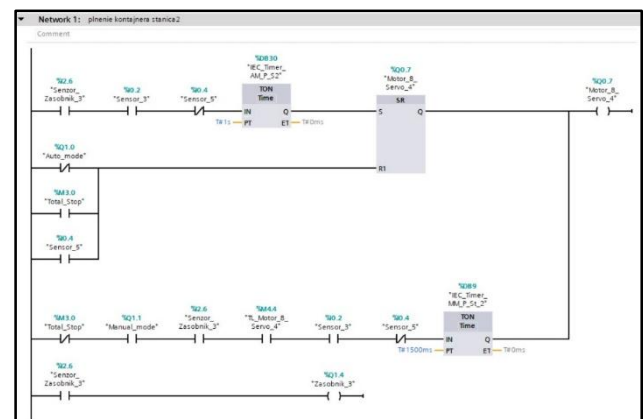 Network 1: plnenie kontajnera stanica2
Comment
%DB30
"IEC_Timer_
AM_P_S2"
%Q0.7
"Motor_B_
Servo_4"
%I2.6
"Senzor_
Zasobnik_3"
%I0.2
"Sensor_3"
%I0.4
"Sensor_5"
TON
Time
SR
%Q0.7
"Motor_B_
Servo_4"
IN Q
S Q
T#1s PT ET T#0ms
%Q1.0
"Auto_mode"
R1
%M3.0
"Total_Stop"
%I0.4
"Sensor_5"
%DB9
"IEC_Timer_
MM_P_St_2"
%M3.0
"Total_Stop"
%Q1.1
"Manual_mode"
%I2.6
"Senzor_
Zasobnik_3"
%M4.4
"TL_Motor_B_
Servo_4"
%I0.2
"Sensor_3"
%I0.4
"Sensor_5"
TON
Time
IN Q
T#1500ms PT ET T#0ms
%I2.6
"Senzor_
Zasobnik_3"
%Q1.4
"Zasobnik_3"